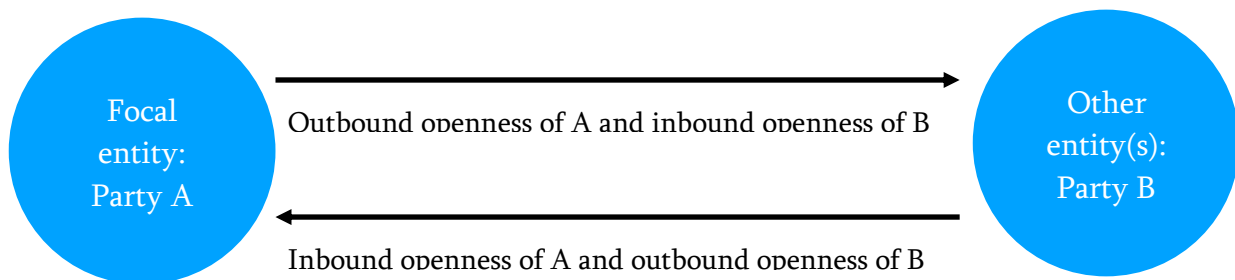 Focal
entity:
Party A
Outbound openness of A and inbound openness of B
Other
entity(s):
Party B
Inbound openness of A and outbound openness of B